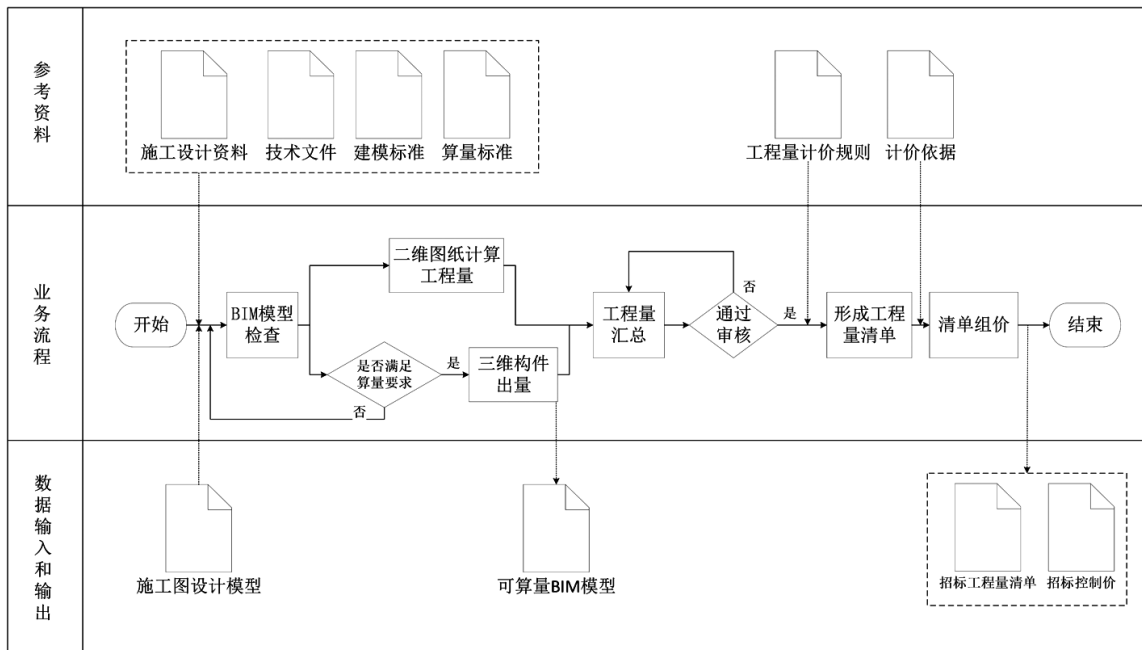 参考资料
施工设计资料
技术文件
建模标准
算量标准
工程量计价规则
计价依据
业务流程
开始
BIM模型
检查
二维图纸计算
工程量
是否满足
算量要求
是
否
三维构件
出量
工程量
汇总
通过
审核
否
是
形成工程
量清单
清单组价
结束
数据输入和输出
施工图设计模型
可算量BIM模型
招标工程量清单
招标控制价